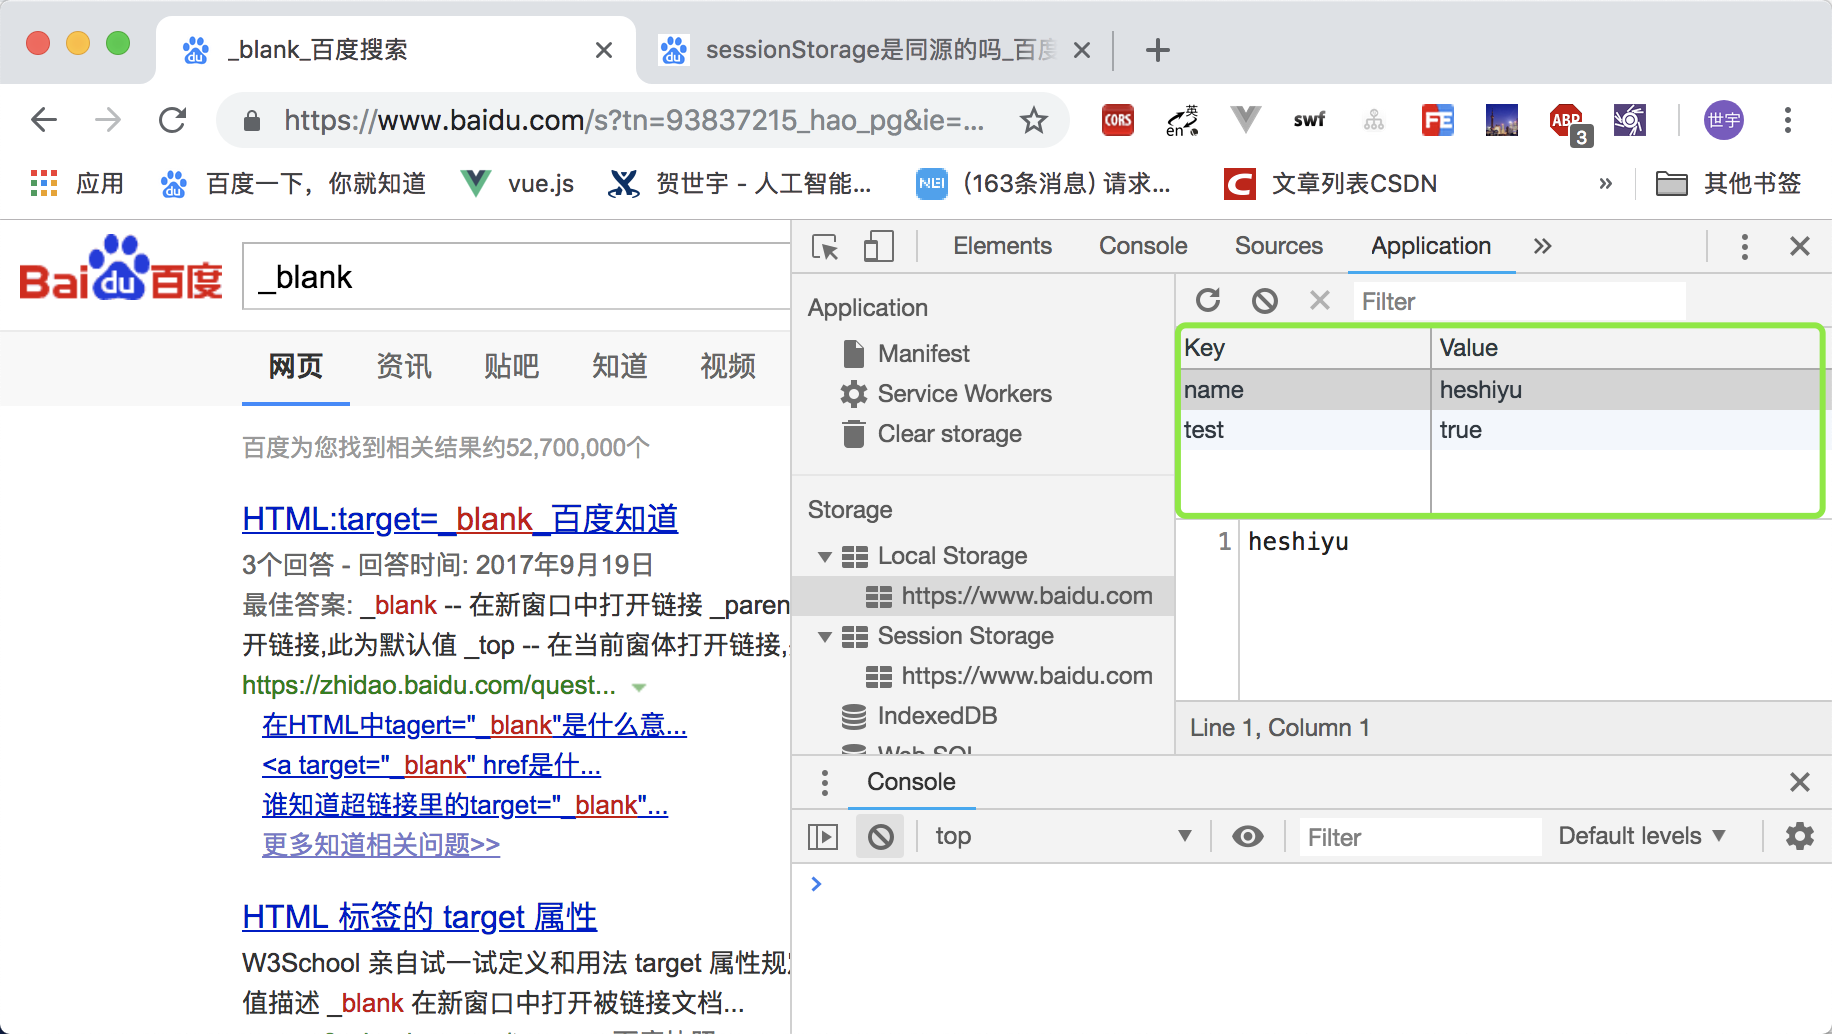 _blank_百度搜索
sessionStorage是同源的吗_百度
https://www.baidu.com/s?tn=93837215_hao_pg&ie=...
CORS
英
en
swf
FE
ABP
3
世宇
应用
百度一下，你就知道
vue.js
贺世宇 - 人工智能...
NEI
(163条消息) 请求...
C
文章列表CSDN
»
其他书签
Bai du 百度
_blank
网页 资讯 贴吧 知道 视频
百度为您找到相关结果约52,700,000个
HTML:target=_blank_百度知道
3个回答 - 回答时间: 2017年9月19日
最佳答案: _blank -- 在新窗口中打开链接 _paren
开链接,此为默认值 _top -- 在当前窗体打开链接,
https://zhidao.baidu.com/quest...
在HTML中tagert="_blank"是什么意...
<a target="_blank" href是什...
谁知道超链接里的target="_blank"...
更多知道相关问题>>
HTML 标签的 target 属性
W3School 亲自试一试定义和用法 target 属性规定
值描述 _blank 在新窗口中打开被链接文档...
Elements Console Sources Application »
Application
Manifest
Service Workers
Clear storage
Storage
Local Storage
https://www.baidu.com
Session Storage
https://www.baidu.com
IndexedDB
Web SQL
Filter
Key Value
name heshiyu
test true
1 heshiyu
Line 1, Column 1
Console
top
Filter
Default levels
>